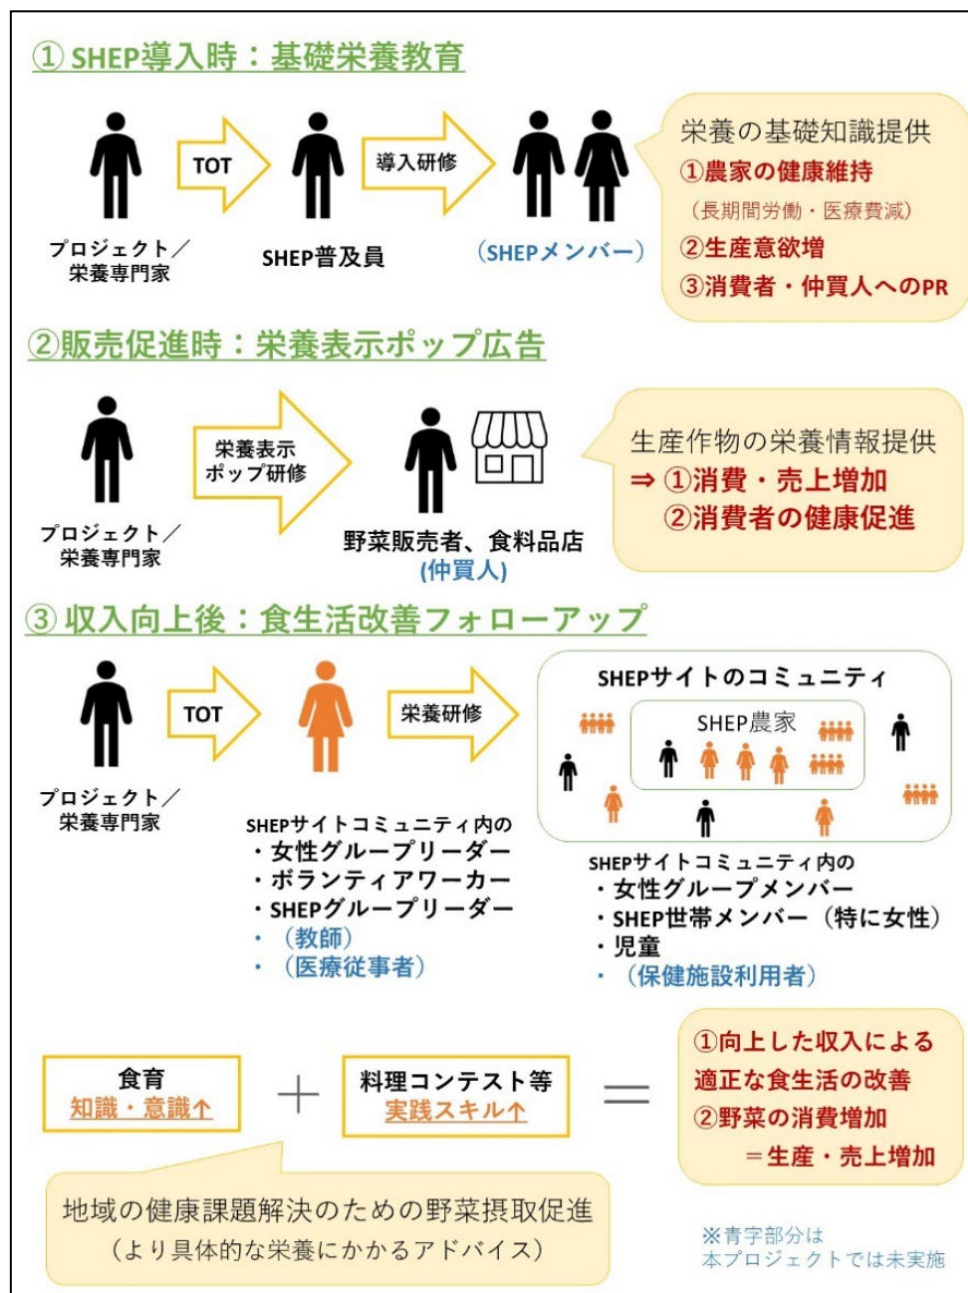 ① SHEP導入時：基礎栄養教育
TOT
導入研修
プロジェクト／
栄養専門家
SHEP普及員
（SHEPメンバー）
栄養の基礎知識提供
①農家の健康維持
（長期間労働・医療費減）
②生産意欲増
③消費者・仲買人へのPR
②販売促進時：栄養表示ポップ広告
栄養表示
ポップ研修
プロジェクト／
栄養専門家
野菜販売者、食料品店
(仲買人)
生産作物の栄養情報提供
⇒ ①消費・売上増加
②消費者の健康促進
③ 収入向上後：食生活改善フォローアップ
TOT
栄養研修
プロジェクト／
栄養専門家
SHEPサイトコミュニティ内の
・女性グループリーダー
・ボランティアワーカー
・SHEPグループリーダー
・（教師）
・（医療従事者）
SHEPサイトのコミュニティ
SHEP農家
SHEPサイトコミュニティ内の
・女性グループメンバー
・SHEP世帯メンバー（特に女性）
・児童
・（保健施設利用者）
食育
知識・意識↑
＋
料理コンテスト等
実践スキル↑
＝
①向上した収入による
適正な食生活の改善
②野菜の消費増加
＝生産・売上増加
地域の健康課題解決のための野菜摂取促進
（より具体的な栄養にかかるアドバイス）
※青字部分は
本プロジェクトでは未実施